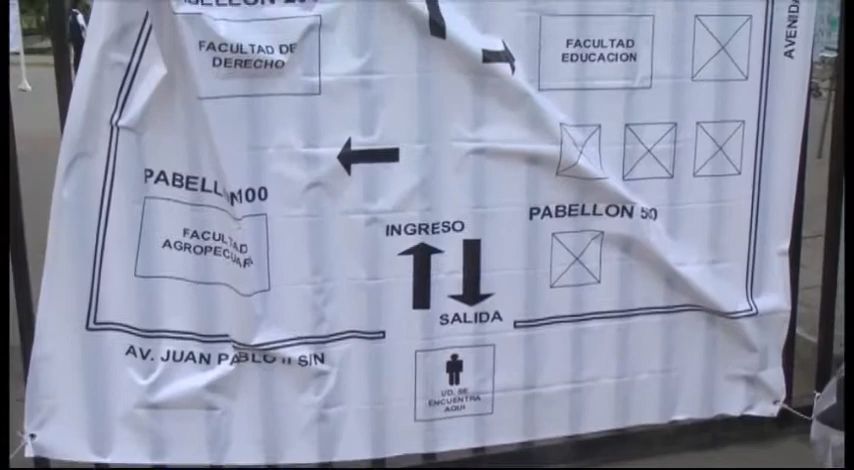 FACULTAD DE
DERECHO
FACULTAD
EDUCACION
AVENIDA
PABELLON 100
FACULTAD
AGROPECUARIA
INGRESO
SALIDA
PABELLON 50
AV. JUAN PABLO II S/N
UD. SE
ENCUENTRA
AQUI